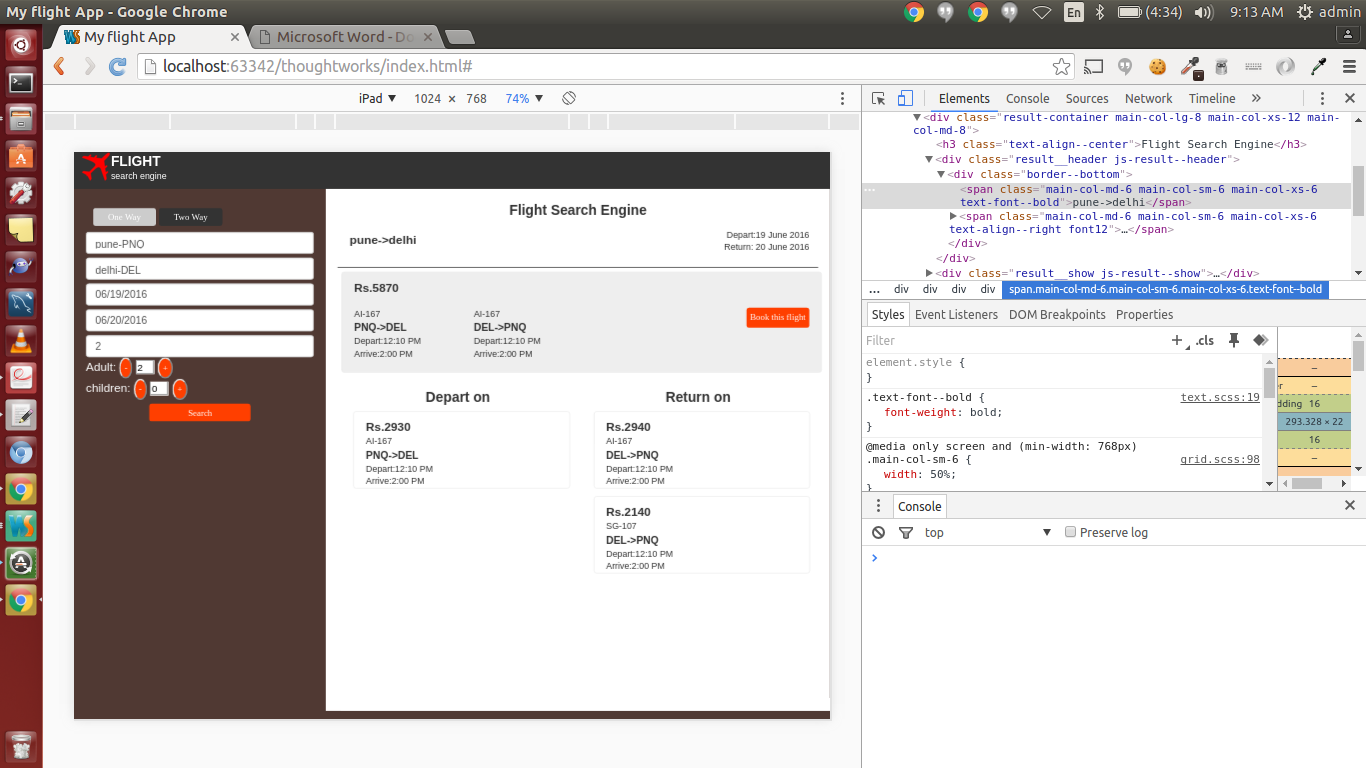 My flight App - Google Chrome
En
(4:34)
9:13 AM
admin
My flight App
Microsoft Word - Do
localhost:63342/thoughtworks/index.html#
iPad ▼ 1024 × 768 74% ▼
FLIGHT
search engine
One Way
Two Way
pune-PNQ
delhi-DEL
06/19/2016
06/20/2016
2
Adult: - 2 +
children: - 0 +
Search
Flight Search Engine
pune->delhi
Depart:19 June 2016
Return: 20 June 2016
Rs.5870
AI-167
PNQ->DEL
Depart:12:10 PM
Arrive:2:00 PM
AI-167
DEL->PNQ
Depart:12:10 PM
Arrive:2:00 PM
Book this flight
Depart on
Rs.2930
AI-167
PNQ->DEL
Depart:12:10 PM
Arrive:2:00 PM
Return on
Rs.2940
AI-167
DEL->PNQ
Depart:12:10 PM
Arrive:2:00 PM
Rs.2140
SG-107
DEL->PNQ
Depart:12:10 PM
Arrive:2:00 PM
Elements Console Sources Network Timeline »
▼<div class="result-container main-col-lg-8 main-col-xs-12 main-
col-md-8">
<h3 class="text-align--center">Flight Search Engine</h3>
▼<div class="result__header js-result--header">
▼<div class="border--bottom">
... <span class="main-col-md-6 main-col-sm-6 main-col-xs-6
text-font--bold">pune->delhi</span>
▶<span class="main-col-md-6 main-col-sm-6 main-col-xs-6
text-align--right font12">…</span>
</div>
</div>
▶<div class="result__show js-result--show">…</div>
... div div div div span.main-col-md-6.main-col-sm-6.main-col-xs-6.text-font--bold
Styles Event Listeners DOM Breakpoints Properties
Filter
+ .cls
element.style {
}
.text-font--bold { text.scss:19
font-weight: bold;
}
@media only screen and (min-width: 768px)
.main-col-sm-6 { grid.scss:98
width: 50%;
}
–
r –
dding 16
293.328 × 22
16
–
Console
top ▼ Preserve log
>